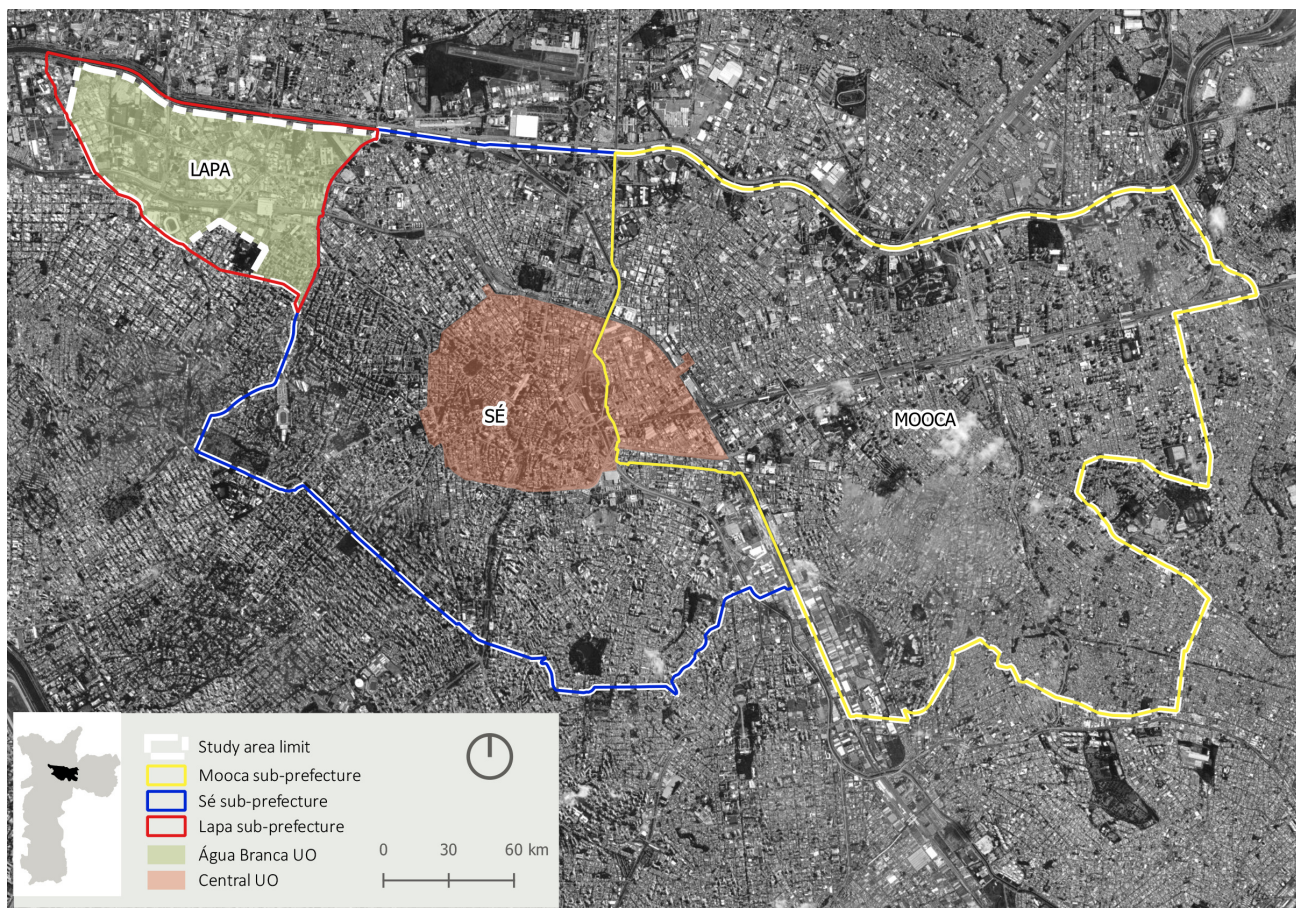 LAPA
SÉ
MOOCA
Study area limit
Mooca sub-prefecture
Sé sub-prefecture
Lapa sub-prefecture
Água Branca UO
Central UO
0 30 60 km